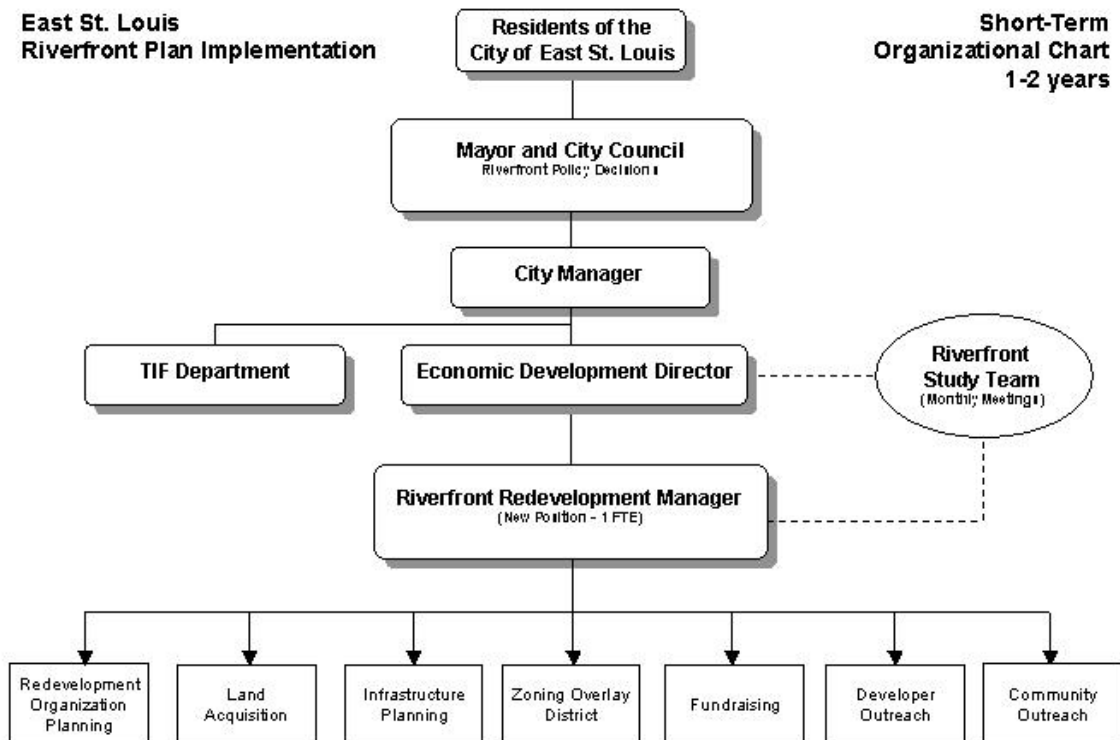 East St. Louis
Riverfront Plan Implementation
Short-Term
Organizational Chart
1-2 years
Residents of the
City of East St. Louis
Mayor and City Council
Riverfront Policy Decisions
City Manager
TIF Department
Economic Development Director
Riverfront
Study Team
(Monthly Meetings)
Riverfront Redevelopment Manager
(New Position - 1 FTE)
Redevelopment
Organization
Planning
Land
Acquisition
Infrastructure
Planning
Zoning Overlay
District
Fundraising
Developer
Outreach
Community
Outreach